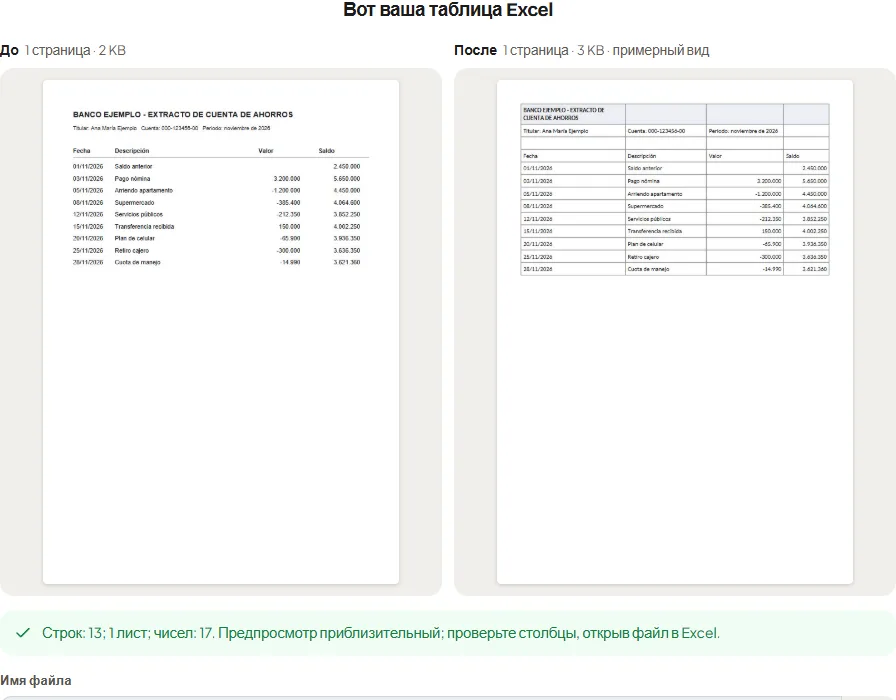 Вот ваша таблица Excel
До 1 страница · 2 KB
BANCO EJEMPLO - EXTRACTO DE CUENTA DE AHORROS
Titular: Ana María Ejemplo Cuenta: 000-123456-00 Periodo: noviembre de 2026
Fecha Descripción Valor Saldo
01/11/2026 Saldo anterior 2.450.000
03/11/2026 Pago nómina 3.200.000 5.650.000
05/11/2026 Arriendo apartamento -1.200.000 4.450.000
08/11/2026 Supermercado -385.400 4.064.600
12/11/2026 Servicios públicos -212.350 3.852.250
15/11/2026 Transferencia recibida 150.000 4.002.250
20/11/2026 Plan de celular -65.900 3.936.350
25/11/2026 Retiro cajero -300.000 3.636.350
28/11/2026 Cuota de manejo -14.990 3.621.360
После 1 страница · 3 KB · примерный вид
BANCO EJEMPLO - EXTRACTO DE
CUENTA DE AHORROS
Titular: Ana María Ejemplo Cuenta: 000-123456-00 Periodo: noviembre de 2026
Fecha Descripción Valor Saldo
01/11/2026 Saldo anterior 2.450.000
03/11/2026 Pago nómina 3.200.000 5.650.000
05/11/2026 Arriendo apartamento -1.200.000 4.450.000
08/11/2026 Supermercado -385.400 4.064.600
12/11/2026 Servicios públicos -212.350 3.852.250
15/11/2026 Transferencia recibida 150.000 4.002.250
20/11/2026 Plan de celular -65.900 3.936.350
25/11/2026 Retiro cajero -300.000 3.636.350
28/11/2026 Cuota de manejo -14.990 3.621.360
Строк: 13; 1 лист; чисел: 17. Предпросмотр приблизительный; проверьте столбцы, открыв файл в Excel.
Имя файла